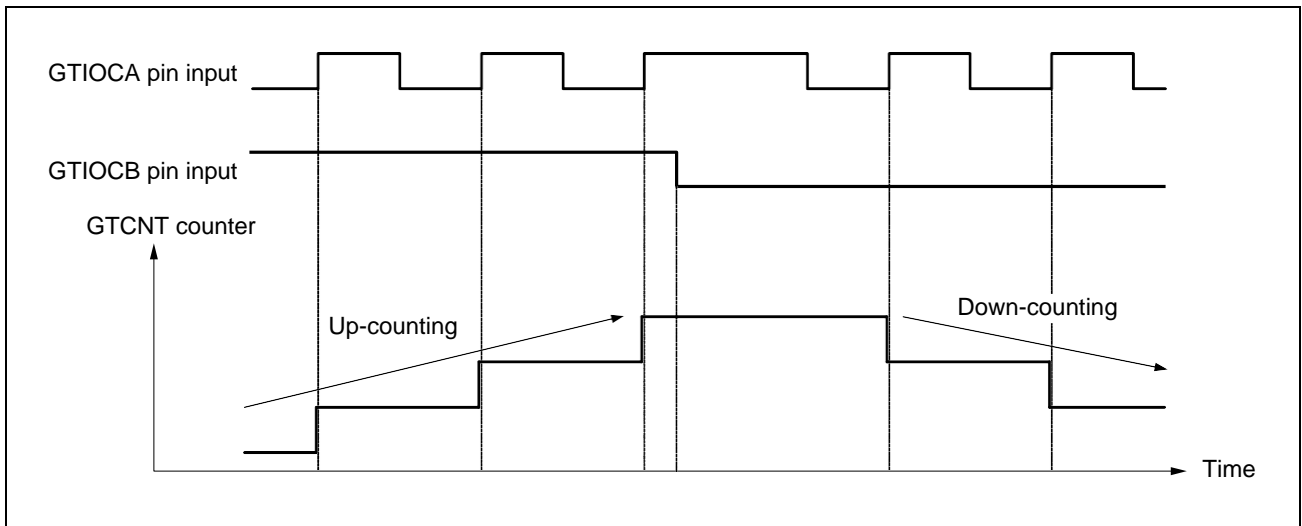 GTIOCA pin input
GTIOCB pin input
GTCNT counter
Up-counting
Down-counting
Time